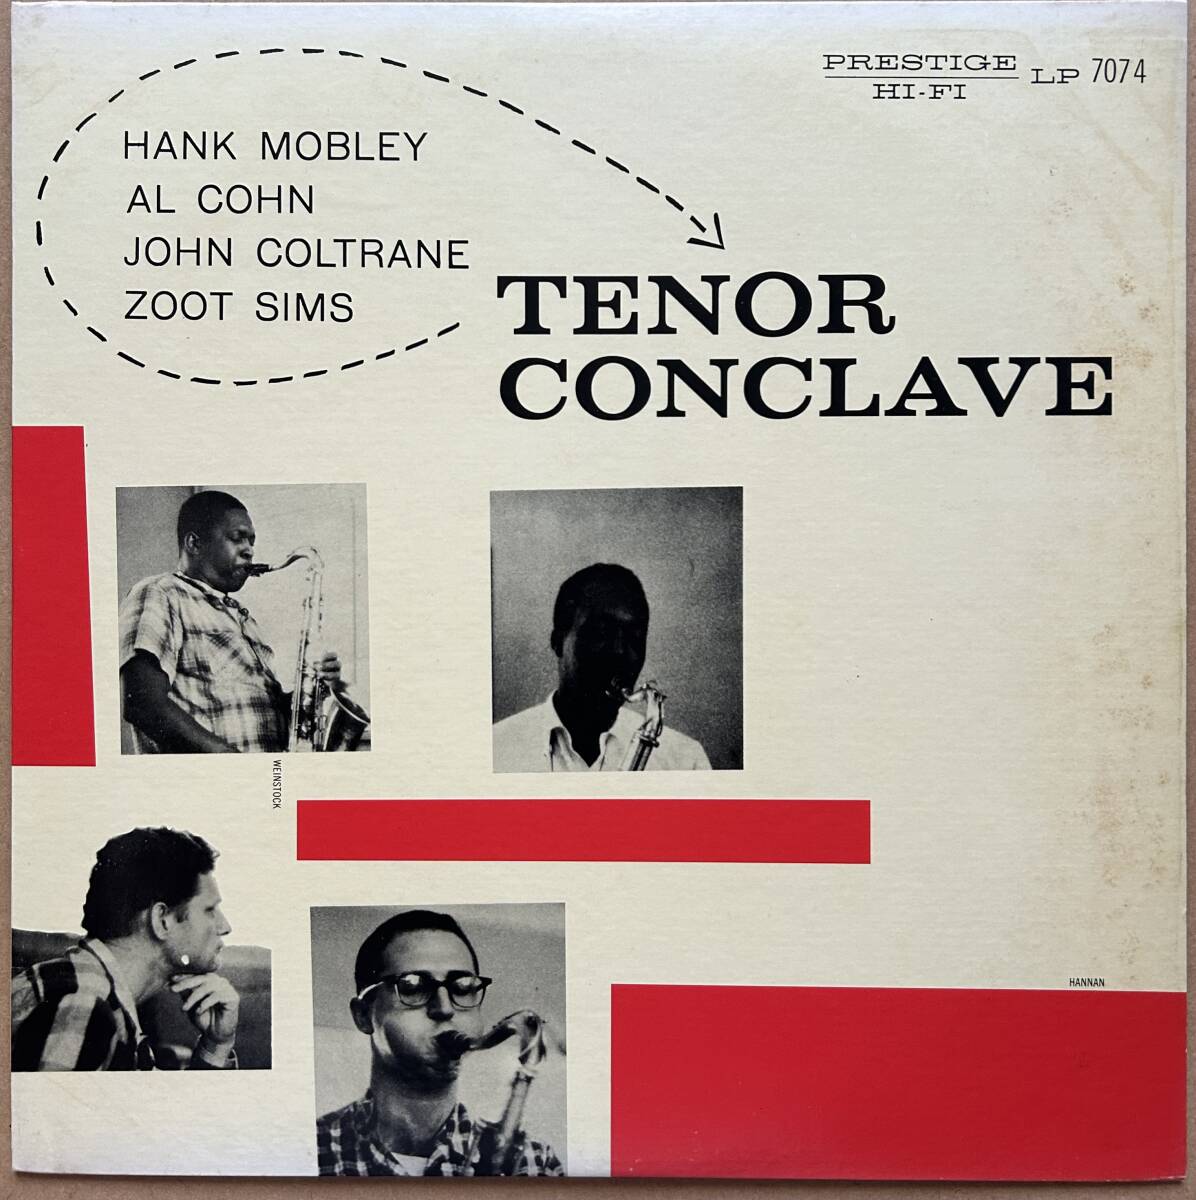 PRESTIGE
HI-FI
LP 7074
HANK MOBLEY
AL COHN
JOHN COLTRANE
ZOOT SIMS
TENOR
CONCLAVE
WEINSTOCK
HANNAN